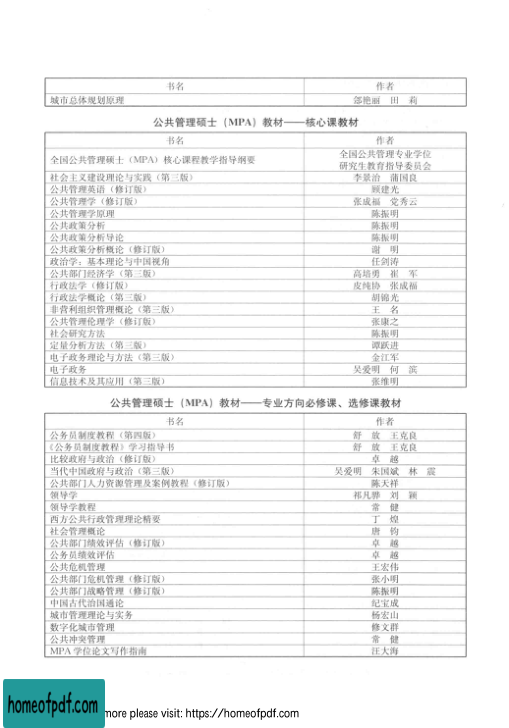 书名 作者
城市总体规划原理 郐艳丽 田 莉
公共管理硕士（MPA）教材——核心课教材
书名 作者
全国公共管理硕士（MPA）核心课程教学指导纲要 全国公共管理专业学位
研究生教育指导委员会
社会主义建设理论与实践（第三版） 李景治 蒲国良
公共管理英语（修订版） 顾建光
公共管理学（修订版） 张成福 党秀云
公共管理学原理 陈振明
公共政策分析 陈振明
公共政策分析导论 陈振明
公共政策分析概论（修订版） 谢 明
政治学：基本理论与中国视角 任剑涛
公共部门经济学（第三版） 高培勇 崔 军
行政法学（修订版） 皮纯协 张成福
行政法学概论（第三版） 胡锦光
非营利组织管理概论（第三版） 王 名
公共管理伦理学（修订版） 张康之
社会研究方法 陈振明
定量分析方法（第三版） 谭跃进
电子政务理论与方法（第三版） 金江军
电子政务 吴爱明 何 滨
信息技术及其应用（第三版） 张维明
公共管理硕士（MPA）教材——专业方向必修课、选修课教材
书名 作者
公务员制度教程（第四版） 舒 放 王克良
《公务员制度教程》学习指导书 舒 放 王克良
比较政府与政治（修订版） 卓 越
当代中国政府与政治（第三版） 吴爱明 朱国斌 林 震
公共部门人力资源管理及案例教程（修订版） 陈天祥
领导学 祁凡骅 刘 颖
领导学教程 常 健
西方公共行政管理理论精要 丁 煌
社会管理概论 唐 钧
公共部门绩效评估（修订版） 卓 越
公务员绩效评估 卓 越
公共危机管理 王宏伟
公共部门危机管理（修订版） 张小明
公共部门战略管理（修订版） 陈振明
中国古代治国通论 纪宝成
城市管理理论与实务 杨宏山
数字化城市管理 修文群
公共冲突管理 常 健
MPA学位论文写作指南 汪大海
homeofpdf.com
more please visit: https://homeofpdf.com